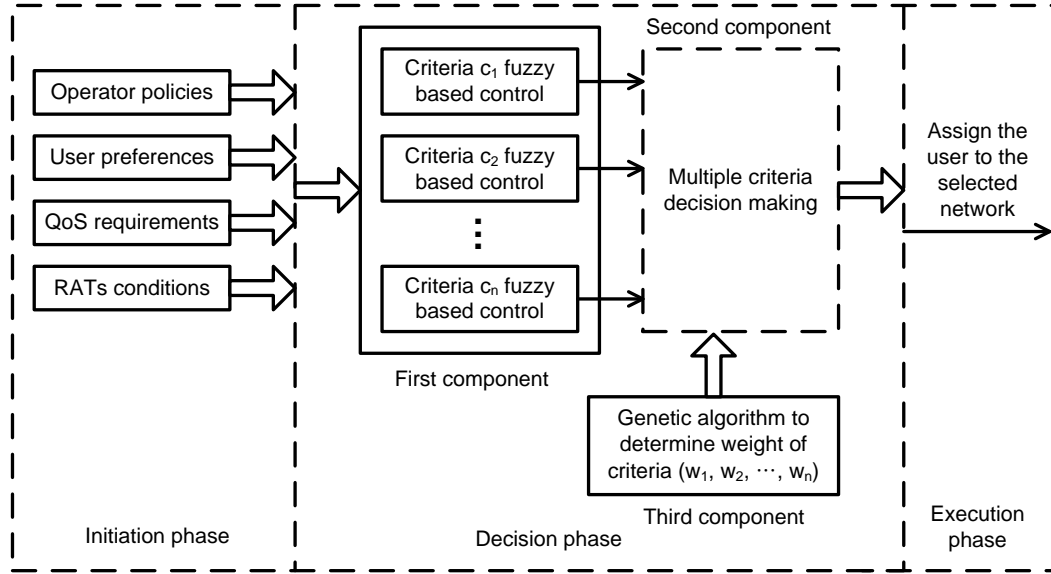 Operator policies
User preferences
QoS requirements
RATs conditions
Initiation phase
Criteria c₁ fuzzy
based control
Criteria c₂ fuzzy
based control
⋮
Criteria cₙ fuzzy
based control
First component
Second component
Multiple criteria
decision making
Genetic algorithm to
determine weight of
criteria (w₁, w₂, ⋯, wₙ)
Third component
Decision phase
Assign the
user to the
selected
network
Execution
phase